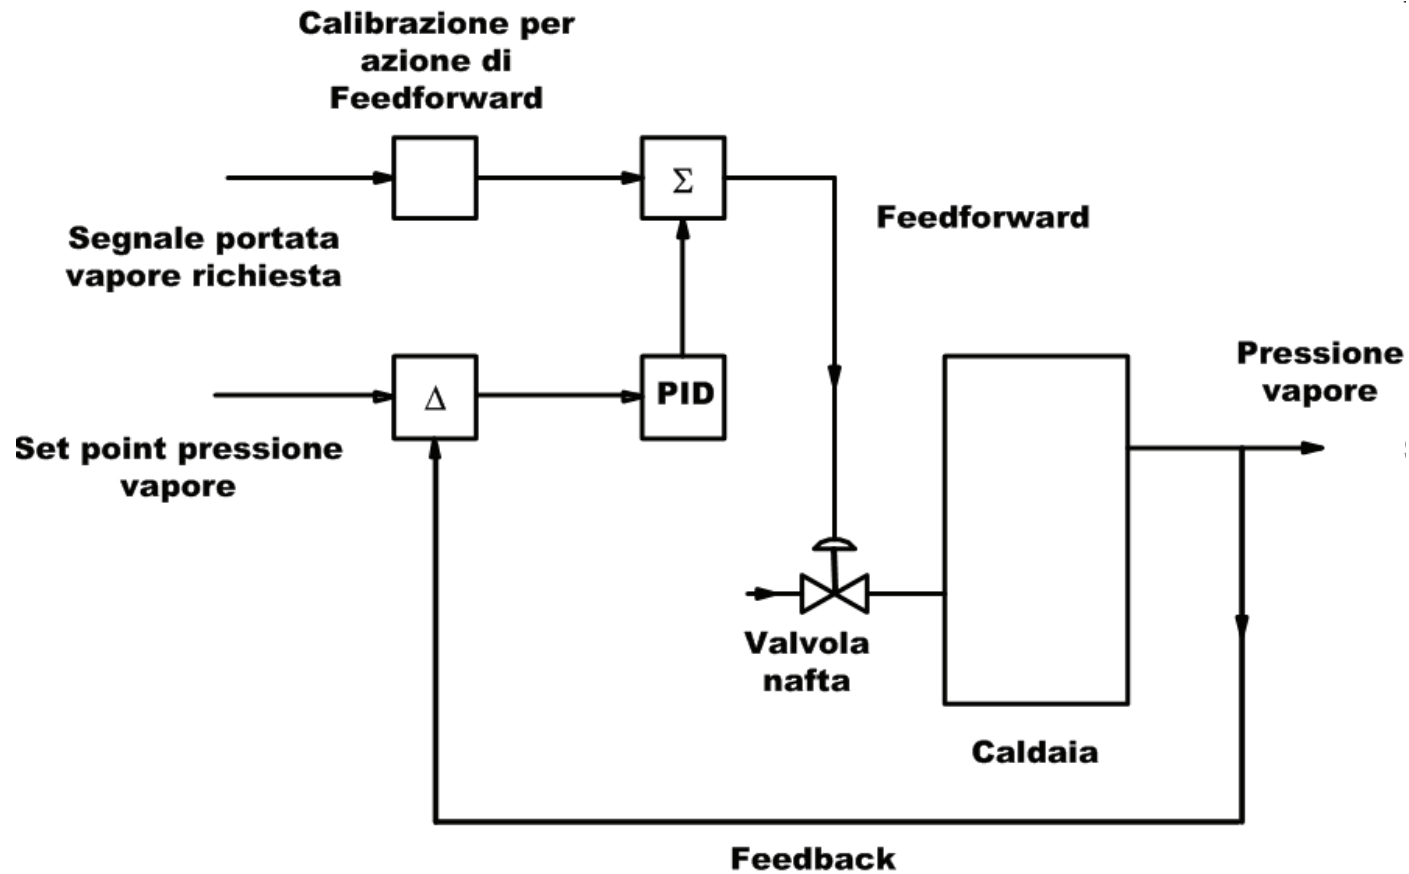 Calibrazione per
azione di
Feedforward
Σ
Feedforward
Segnale portata
vapore richiesta
Pressione
vapore
Δ
PID
Set point pressione
vapore
Valvola
nafta
Caldaia
Feedback